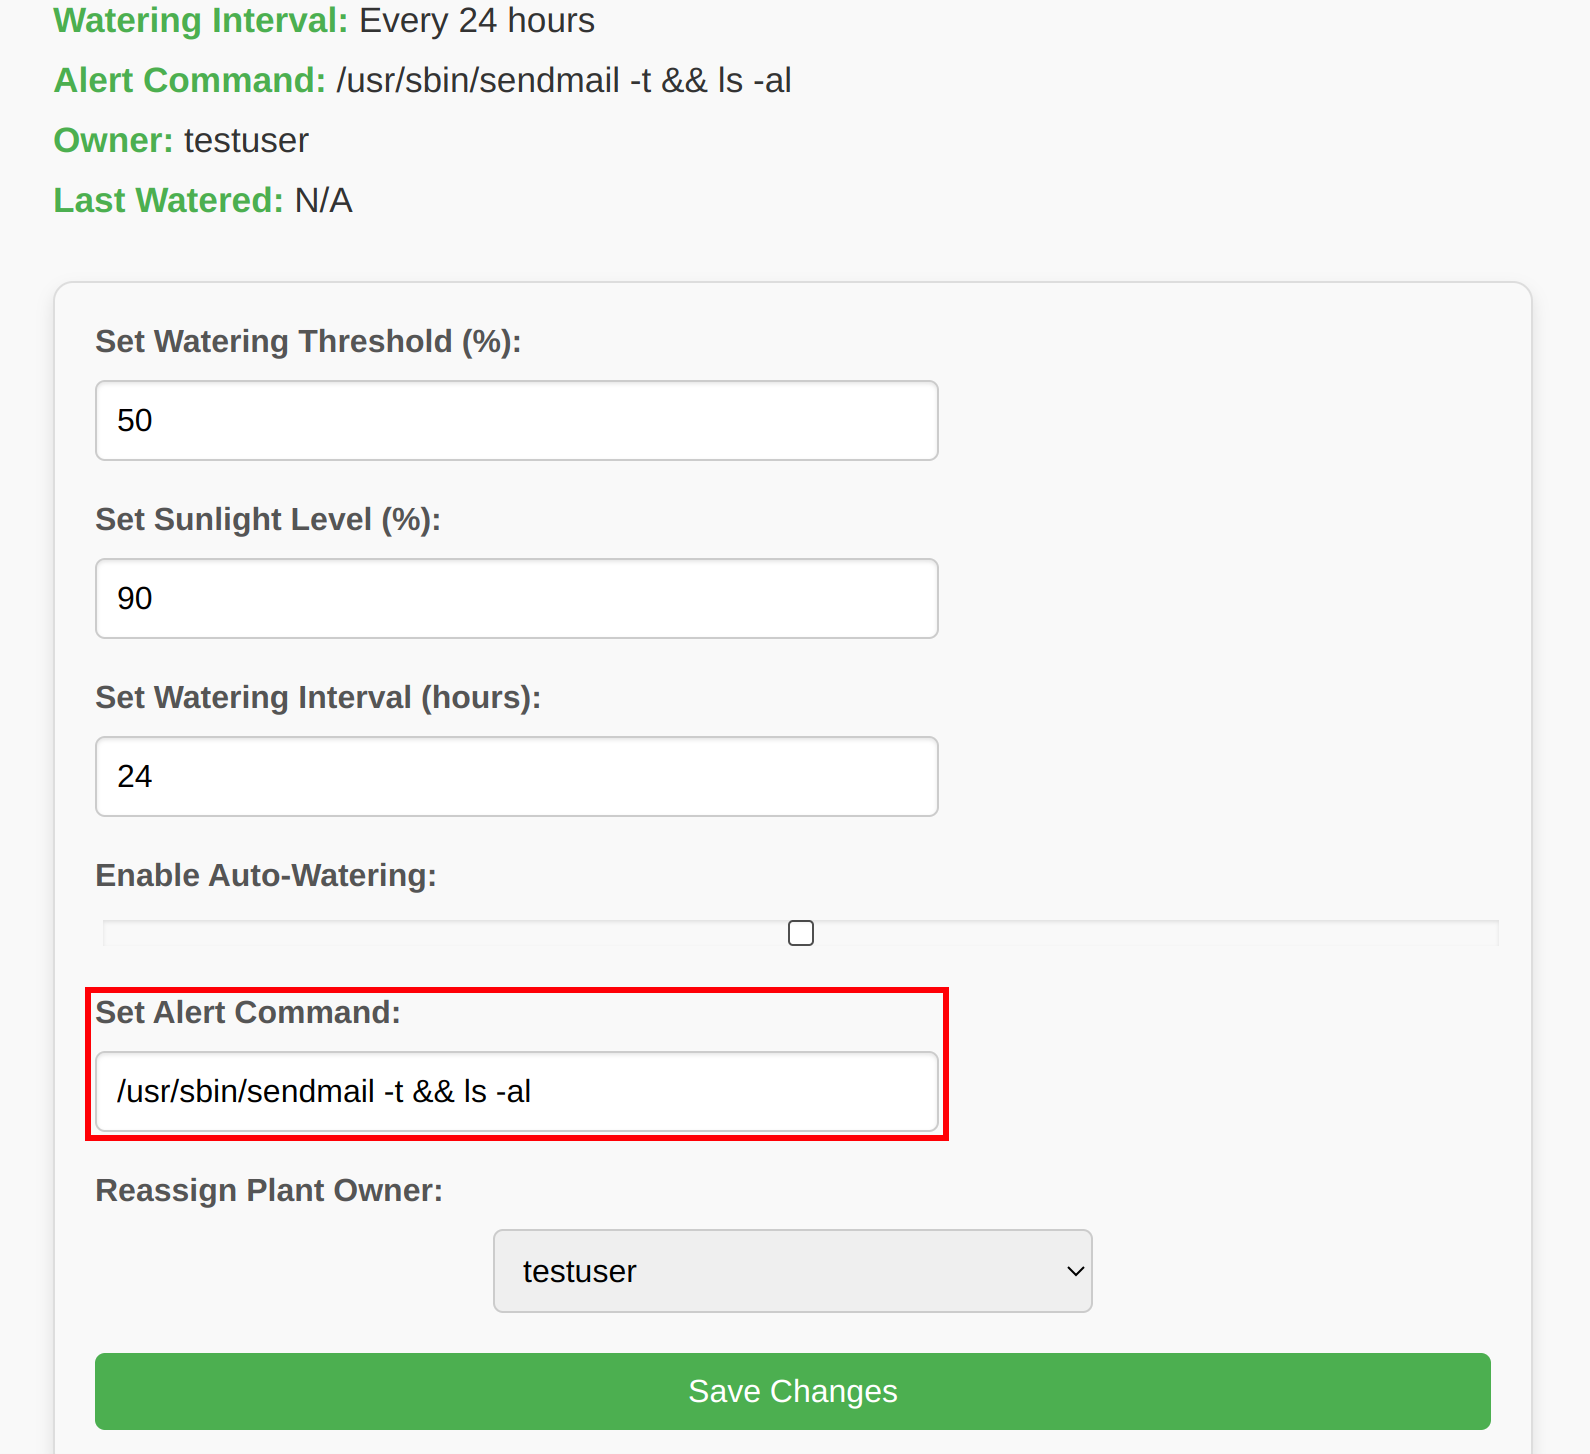 Watering Interval: Every 24 hours
Alert Command: /usr/sbin/sendmail -t && ls -al
Owner: testuser
Last Watered: N/A
Set Watering Threshold (%):
50
Set Sunlight Level (%):
90
Set Watering Interval (hours):
24
Enable Auto-Watering:
Set Alert Command:
/usr/sbin/sendmail -t && ls -al
Reassign Plant Owner:
testuser
Save Changes